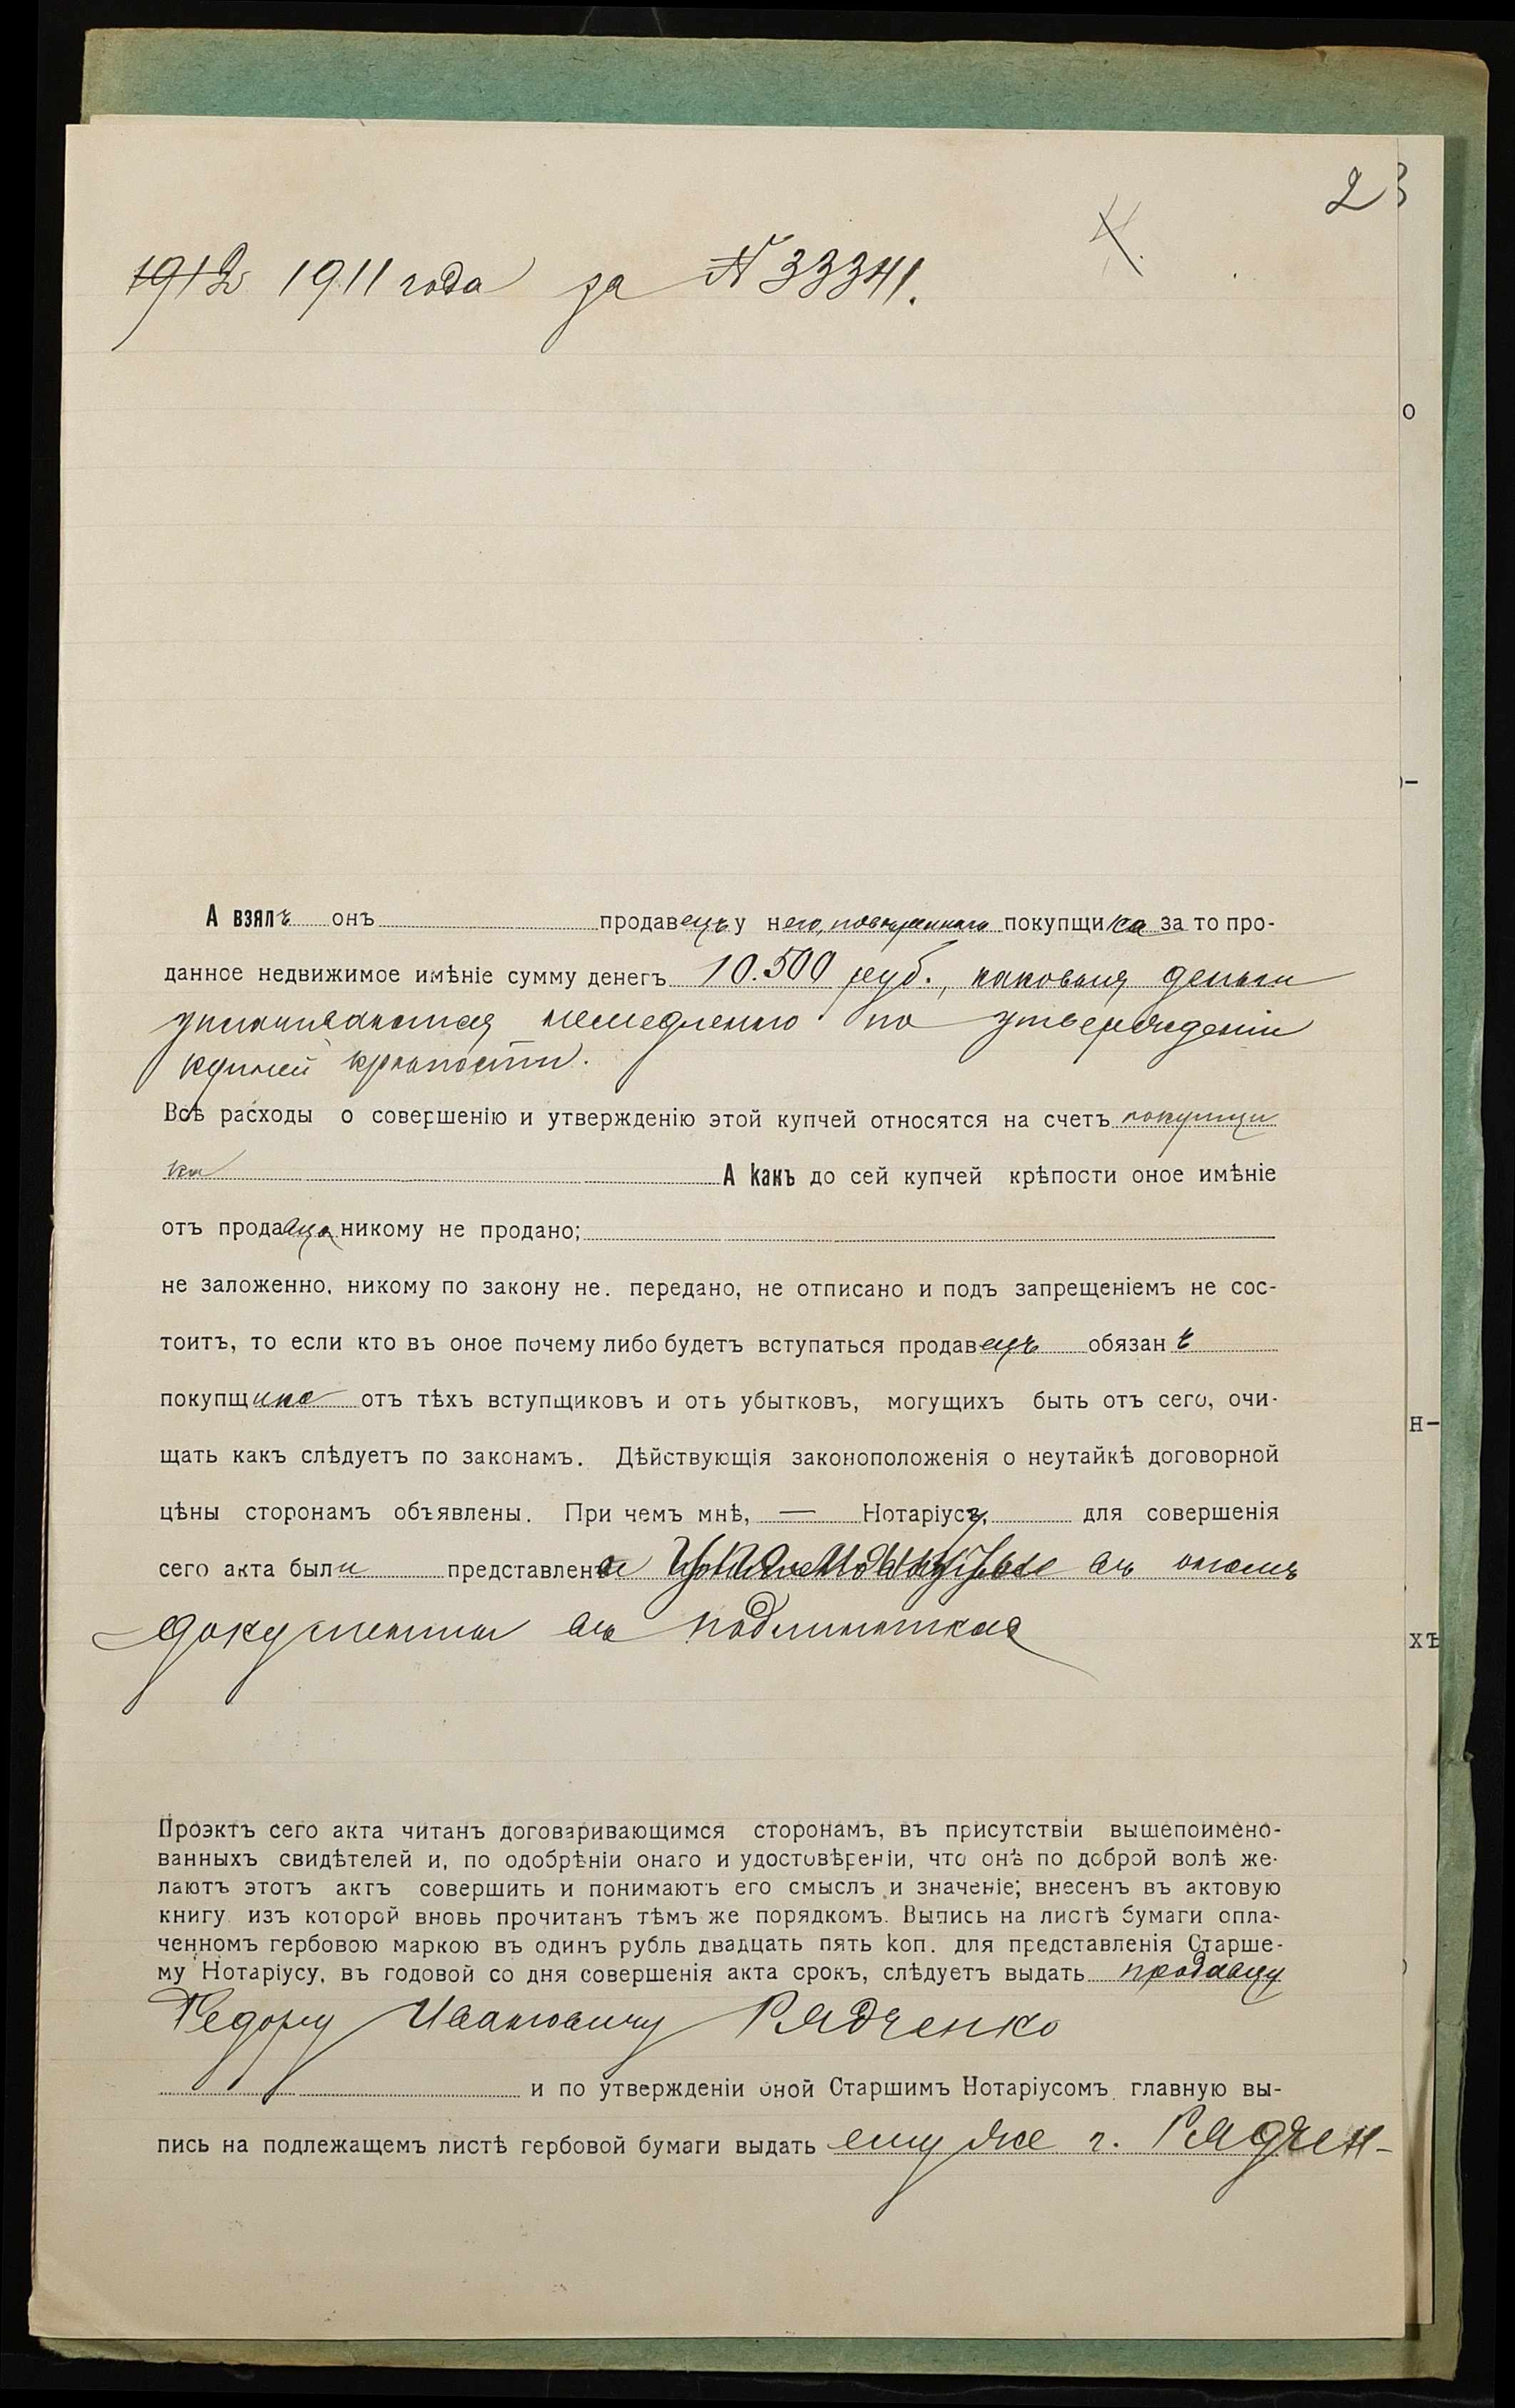 23
4.
1912 1911 года за № 33341.
о
-
А взялъ онъ продавецъ у него, повѣреннаго покупщика за то про-
данное недвижимое имѣніе сумму денегъ 10.500 руб., каковыя деньги
уплачиваются немедленно по утвержденіи
купчей крѣпости.
Всѣ расходы о совершенію и утвержденію этой купчей относятся на счетъ покупщи
ка А какъ до сей купчей крѣпости оное имѣніе
отъ продавца никому не продано;
не заложенно, никому по закону не. передано, не отписано и подъ запрещеніемъ не сос-
тоитъ, то если кто въ оное почему либо будетъ вступаться продавецъ обязанъ
покупщика отъ тѣхъ вступщиковъ и отъ убытковъ, могущихъ быть отъ сего, очи-
н-
щать какъ слѣдуетъ по законамъ. Дѣйствующія законоположенія о неутайкѣ договорной
цѣны сторонамъ объявлены. При чемъ мнѣ, — Нотаріусу, для совершенія
сего акта были представлены въ ономъ
документы въ подлинникѣ
хъ
Проэктъ сего акта читанъ договаривающимся сторонамъ, въ присутствіи вышепоимено-
ванныхъ свидѣтелей и, по одобрѣніи онаго и удостовѣреніи, что онѣ по доброй волѣ же-
лаютъ этотъ актъ совершить и понимаютъ его смыслъ и значеніе; внесенъ въ актовую
книгу изъ которой вновь прочитанъ тѣмъ же порядкомъ. Выпись на листѣ бумаги опла-
ченномъ гербовою маркою въ одинъ рубль двадцать пять коп. для представленія Старше-
му Нотаріусу, въ годовой со дня совершенія акта срокъ, слѣдуетъ выдать продавцу
Федору Ивановичу Рядченко
и по утвержденіи оной Старшимъ Нотаріусомъ главную вы-
пись на подлежащемъ листѣ гербовой бумаги выдать ему же г. Рядчен-